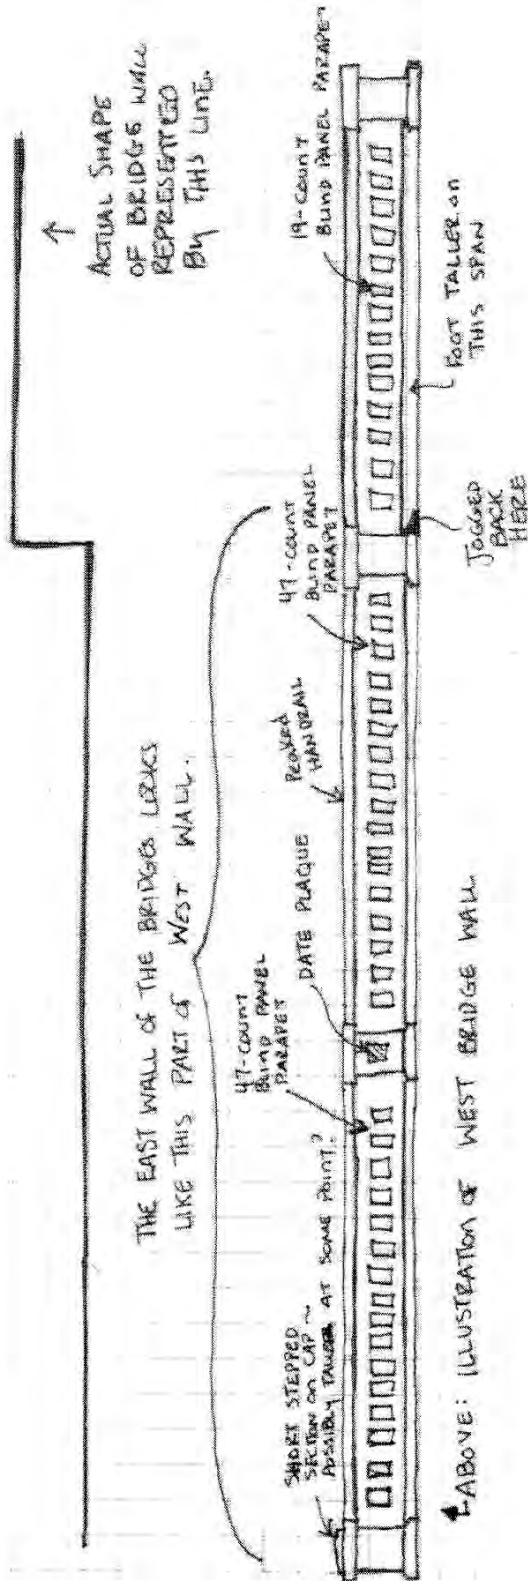 ↑
ACTUAL SHAPE
OF BRIDGE WALL
REPRESENTED
BY THIS LINE.
THE EAST WALL OF THE BRIDGES LOOKS
LIKE THIS PART OF WEST WALL.
SHORT STEPPED
SECTION ON CAP ~
POSSIBLY TALLER AT SOME POINT?
47-COUNT
BLIND PANEL
PARAPET
DATE PLAQUE
PEAKED
HANDRAIL
47-COUNT
BLIND PANEL
PARAPET
19-COUNT
BLIND PANEL PARAPET
JOGGED
BACK
HERE
FOOT TALLER on
THIS SPAN
ABOVE: ILLUSTRATION OF WEST BRIDGE WALL.